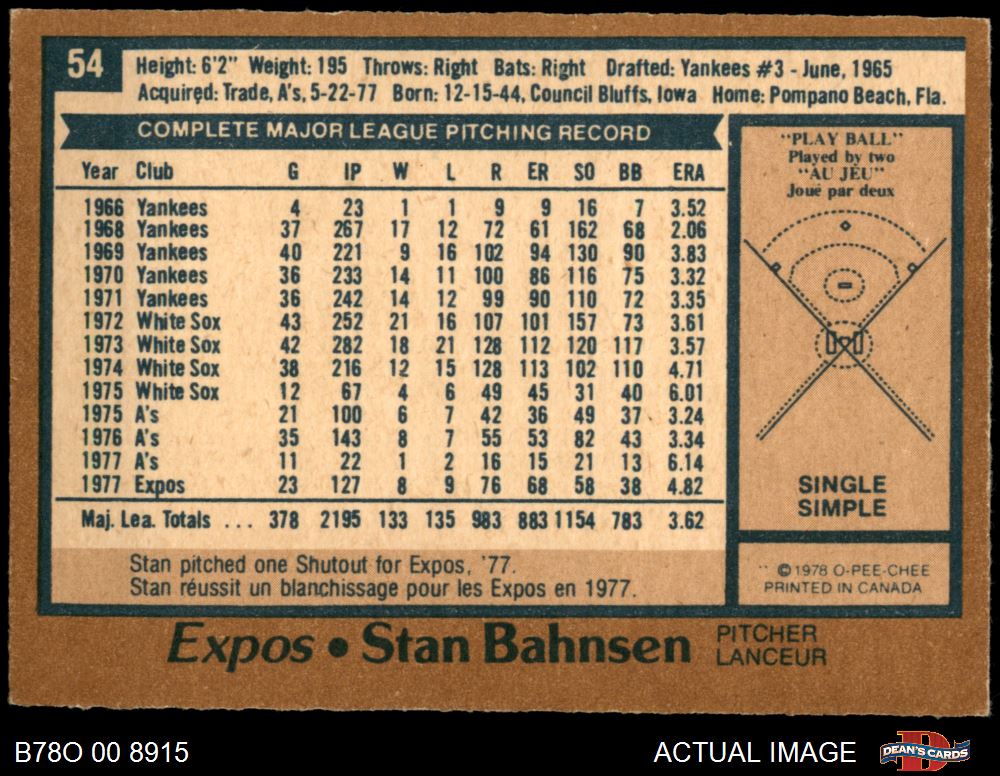 54
Height: 6'2" Weight: 195 Throws: Right Bats: Right Drafted: Yankees #3 - June, 1965
Acquired: Trade, A's, 5-22-77 Born: 12-15-44, Council Bluffs, Iowa Home: Pompano Beach, Fla.
COMPLETE MAJOR LEAGUE PITCHING RECORD
Year Club G IP W L R ER SO BB ERA
1966 Yankees 4 23 1 1 9 9 16 7 3.52
1968 Yankees 37 267 17 12 72 61 162 68 2.06
1969 Yankees 40 221 9 16 102 94 130 90 3.83
1970 Yankees 36 233 14 11 100 86 116 75 3.32
1971 Yankees 36 242 14 12 99 90 110 72 3.35
1972 White Sox 43 252 21 16 107 101 157 73 3.61
1973 White Sox 42 282 18 21 128 112 120 117 3.57
1974 White Sox 38 216 12 15 128 113 102 110 4.71
1975 White Sox 12 67 4 6 49 45 31 40 6.01
1975 A's 21 100 6 7 42 36 49 37 3.24
1976 A's 35 143 8 7 55 53 82 43 3.34
1977 A's 11 22 1 2 16 15 21 13 6.14
1977 Expos 23 127 8 9 76 68 58 38 4.82
Maj. Lea. Totals ... 378 2195 133 135 983 883 1154 783 3.62
Stan pitched one Shutout for Expos, '77.
Stan réussit un blanchissage pour les Expos en 1977.
"PLAY BALL"
Played by two
"AU JEU"
Joué par deux
SINGLE
SIMPLE
©1978 O-PEE-CHEE
PRINTED IN CANADA
Expos • Stan Bahnsen
PITCHER
LANCEUR
B78O 00 8915
ACTUAL IMAGE
DEAN'S CARDS